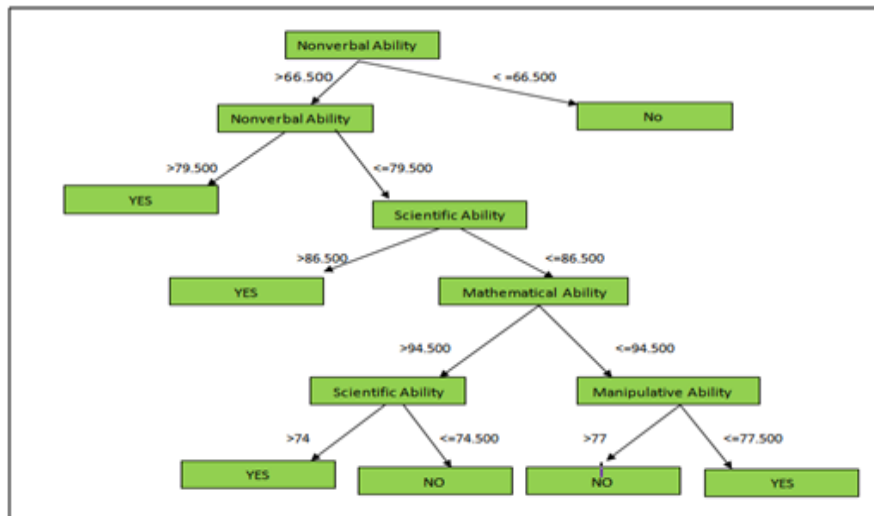 Nonverbal Ability
>66.500
< =66.500
Nonverbal Ability
No
>79.500
<=79.500
YES
Scientific Ability
>86.500
<=86.500
YES
Mathematical Ability
>94.500
<=94.500
Scientific Ability
Manipulative Ability
>74
<=74.500
>77
<=77.500
YES
NO
NO
YES